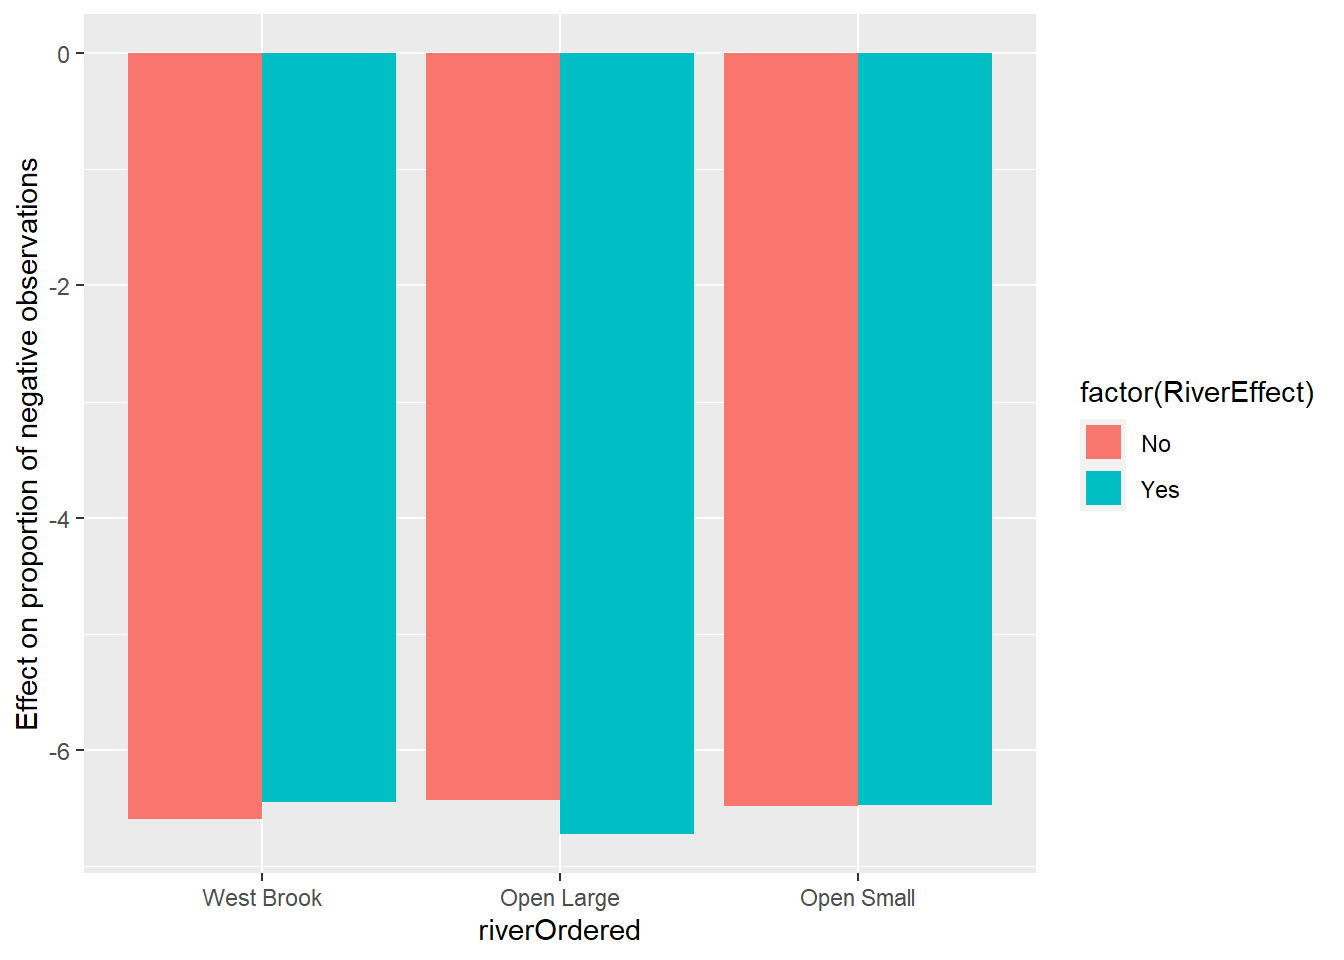 Effect on proportion of negative observations
0
-2
-4
-6
West Brook
Open Large
Open Small
riverOrdered
factor(RiverEffect)
No
Yes